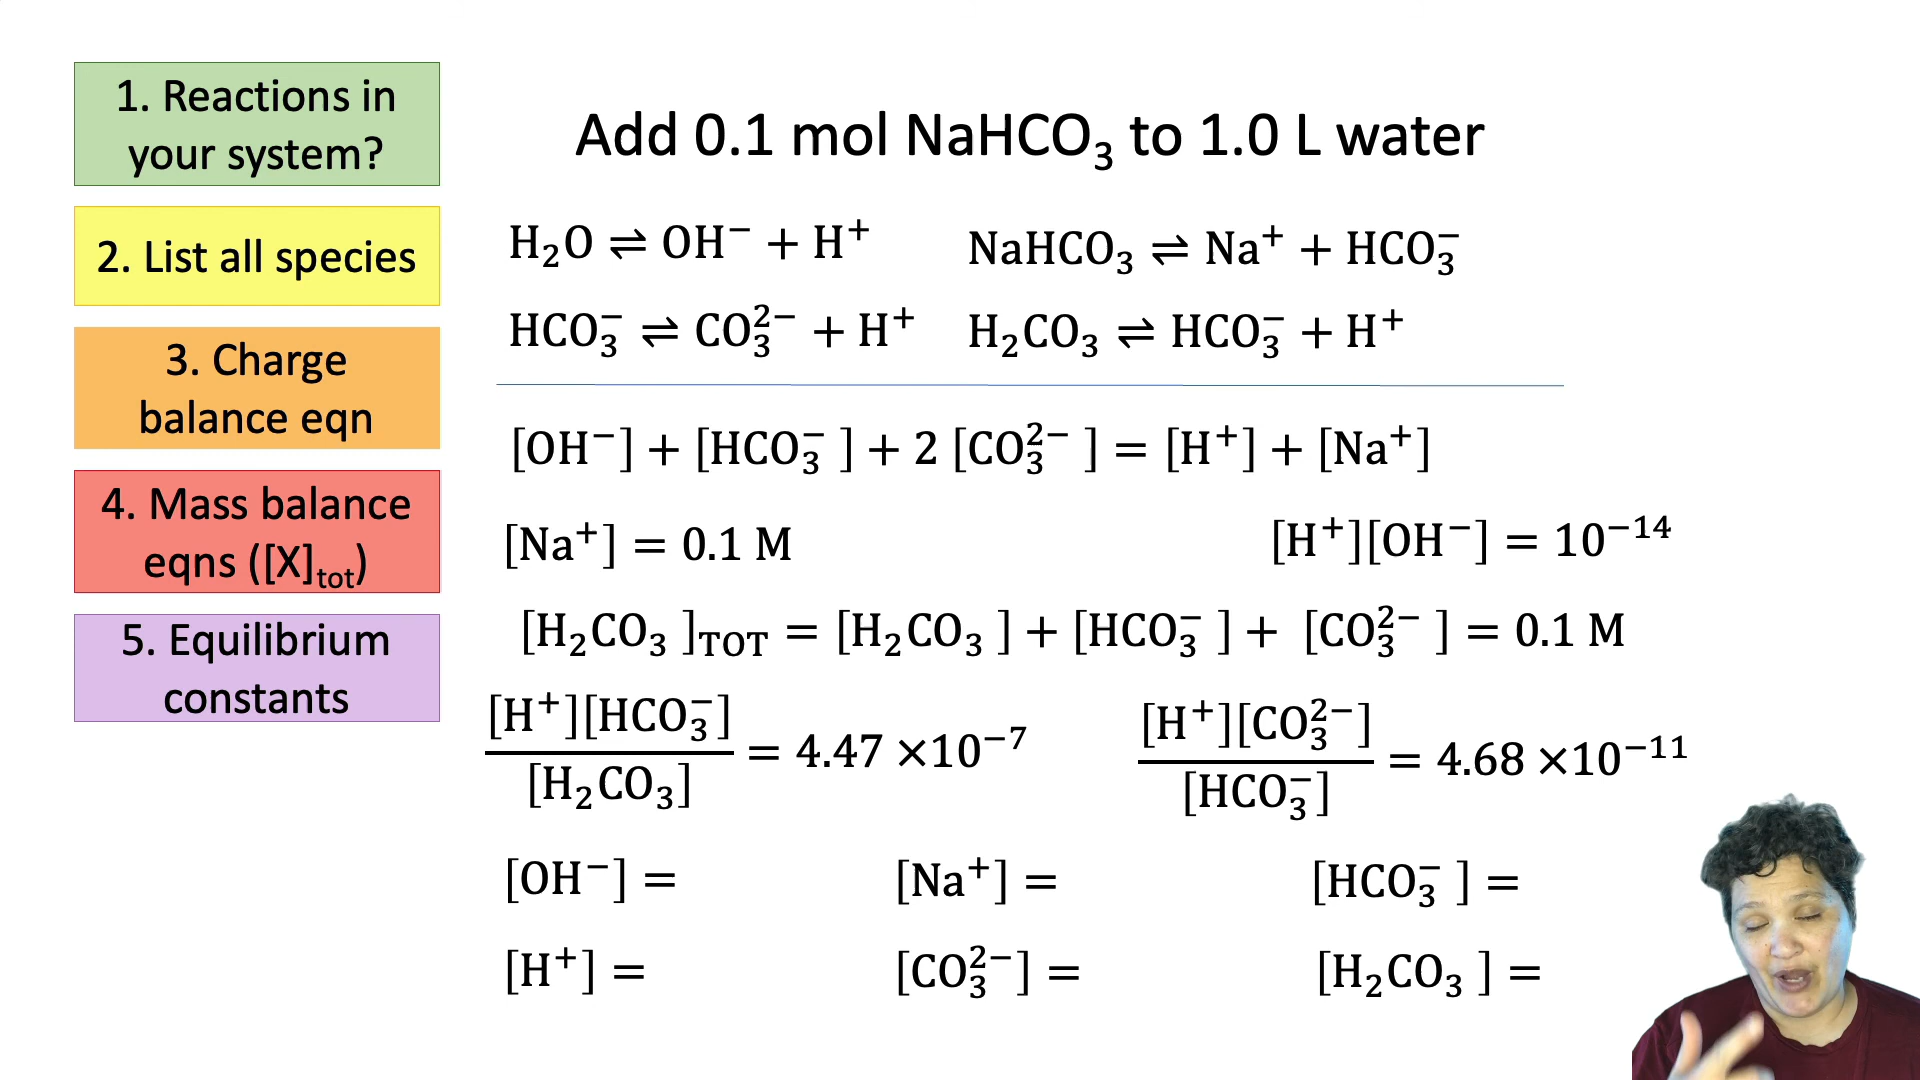 1. Reactions in
your system?
2. List all species
3. Charge
balance eqn
4. Mass balance
eqns ([X]tot)
5. Equilibrium
constants
Add 0.1 mol NaHCO₃ to 1.0 L water
H₂O ⇌ OH⁻ + H⁺
NaHCO₃ ⇌ Na⁺ + HCO₃⁻
HCO₃⁻ ⇌ CO₃²⁻ + H⁺
H₂CO₃ ⇌ HCO₃⁻ + H⁺
[OH⁻] + [HCO₃⁻ ] + 2 [CO₃²⁻ ] = [H⁺] + [Na⁺]
[Na⁺] = 0.1 M
[H⁺][OH⁻] = 10⁻¹⁴
[H₂CO₃ ]TOT = [H₂CO₃ ] + [HCO₃⁻ ] + [CO₃²⁻ ] = 0.1 M
[H⁺][HCO₃⁻]
[H₂CO₃]
= 4.47 ×10⁻⁷
[H⁺][CO₃²⁻]
[HCO₃⁻]
= 4.68 ×10⁻¹¹
[OH⁻] =
[Na⁺] =
[HCO₃⁻ ] =
[H⁺] =
[CO₃²⁻] =
[H₂CO₃ ] =